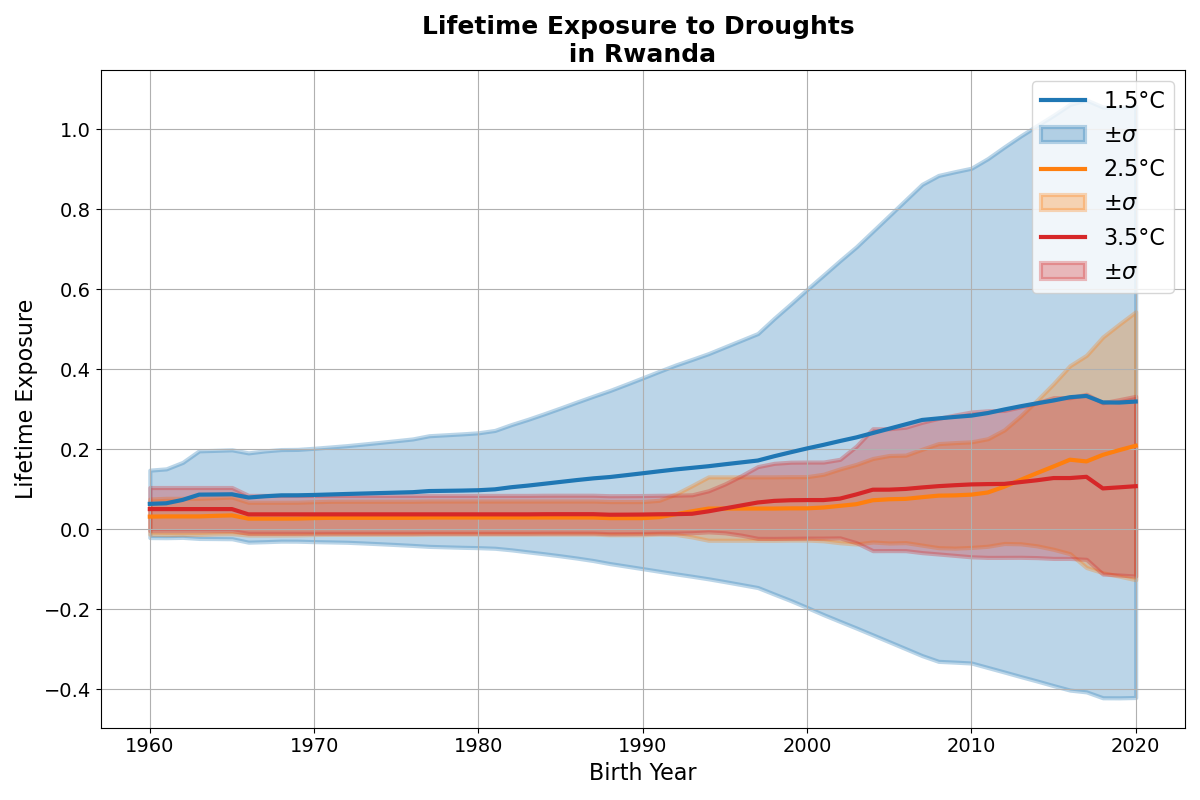 Lifetime Exposure to Droughts
in Rwanda
1.5°C
±σ
2.5°C
±σ
3.5°C
±σ
Lifetime Exposure
1.0
0.8
0.6
0.4
0.2
0.0
−0.2
−0.4
1960 1970 1980 1990 2000 2010 2020
Birth Year